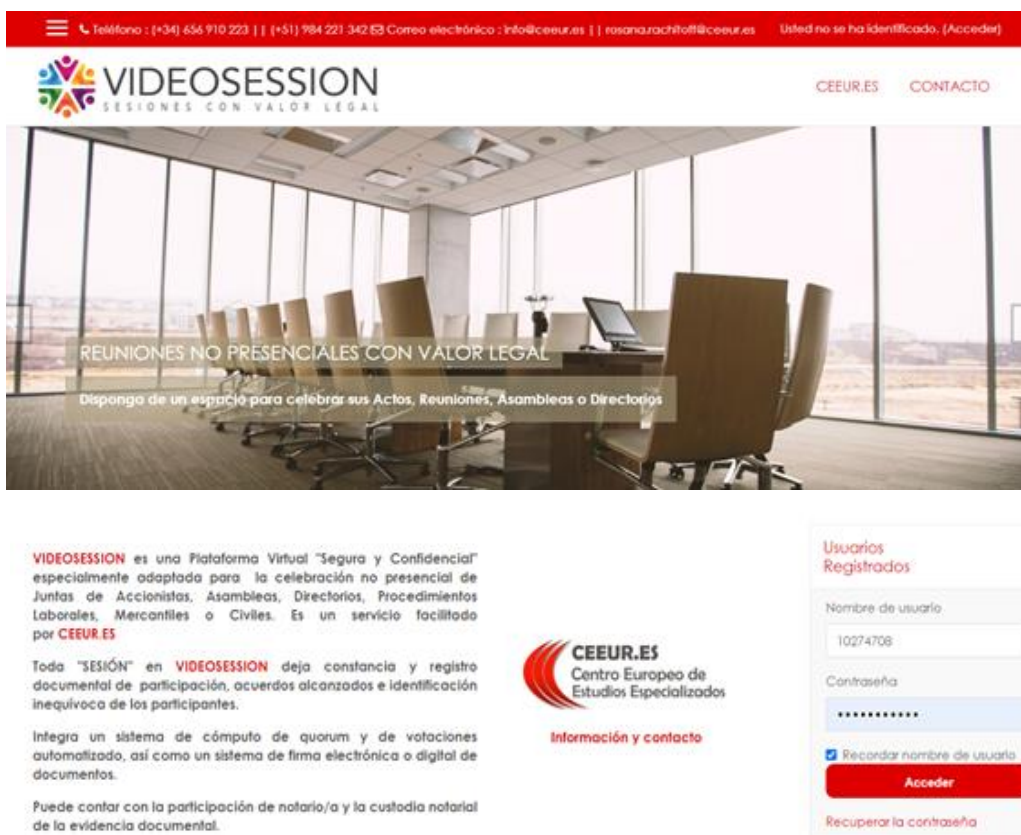 Teléfono : (+34) 656 910 223 | | (+51) 984 221 342 Correo electrónico : info@ceeur.es | | rosana.rachitoff@ceeur.es
Usted no se ha identificado. (Acceder)
VIDEOSESSION
SESIONES CON VALOR LEGAL
CEEUR.ES
CONTACTO
REUNIONES NO PRESENCIALES CON VALOR LEGAL
Disponga de un espacio para celebrar sus Actos, Reuniones, Asambleas o Directorios
VIDEOSESSION es una Plataforma Virtual "Segura y Confidencial"
especialmente adaptada para la celebración no presencial de
Juntas de Accionistas, Asambleas, Directorios, Procedimientos
Laborales, Mercantiles o Civiles. Es un servicio facilitado
por CEEUR.ES
Toda "SESIÓN" en VIDEOSESSION deja constancia y registro
documental de participación, acuerdos alcanzados e identificación
inequívoca de los participantes.
Integra un sistema de cómputo de quorum y de votaciones
automatizado, así como un sistema de firma electrónica o digital de
documentos.
Puede contar con la participación de notario/a y la custodia notarial
de la evidencia documental.
CEEUR.ES
Centro Europeo de
Estudios Especializados
Información y contacto
Usuarios
Registrados
Nombre de usuario
10274708
Contraseña
•••••••••••
Recordar nombre de usuario
Acceder
Recuperar la contraseña